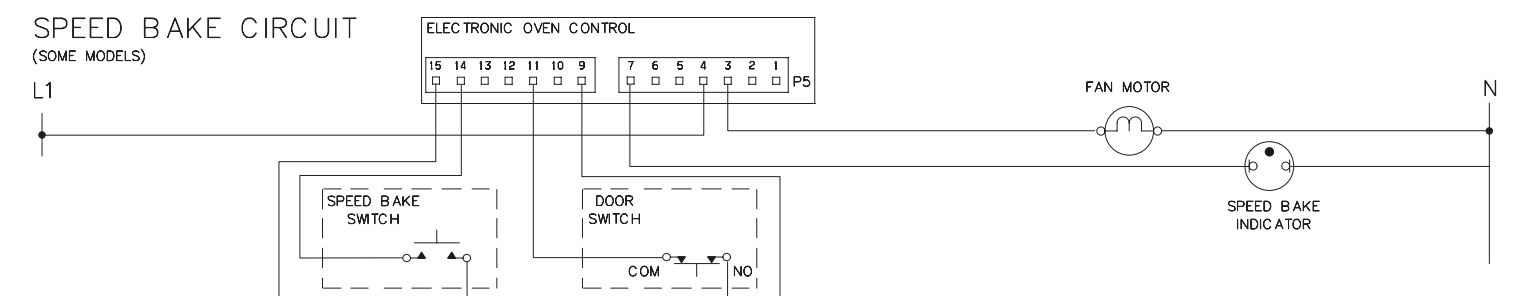 SPEED BAKE CIRCUIT
(SOME MODELS)
ELECTRONIC OVEN CONTROL
15 14 13 12 11 10 9 7 6 5 4 3 2 1
P5
L1
FAN MOTOR
N
SPEED BAKE
SWITCH
DOOR
SWITCH
SPEED BAKE
INDICATOR
COM NO